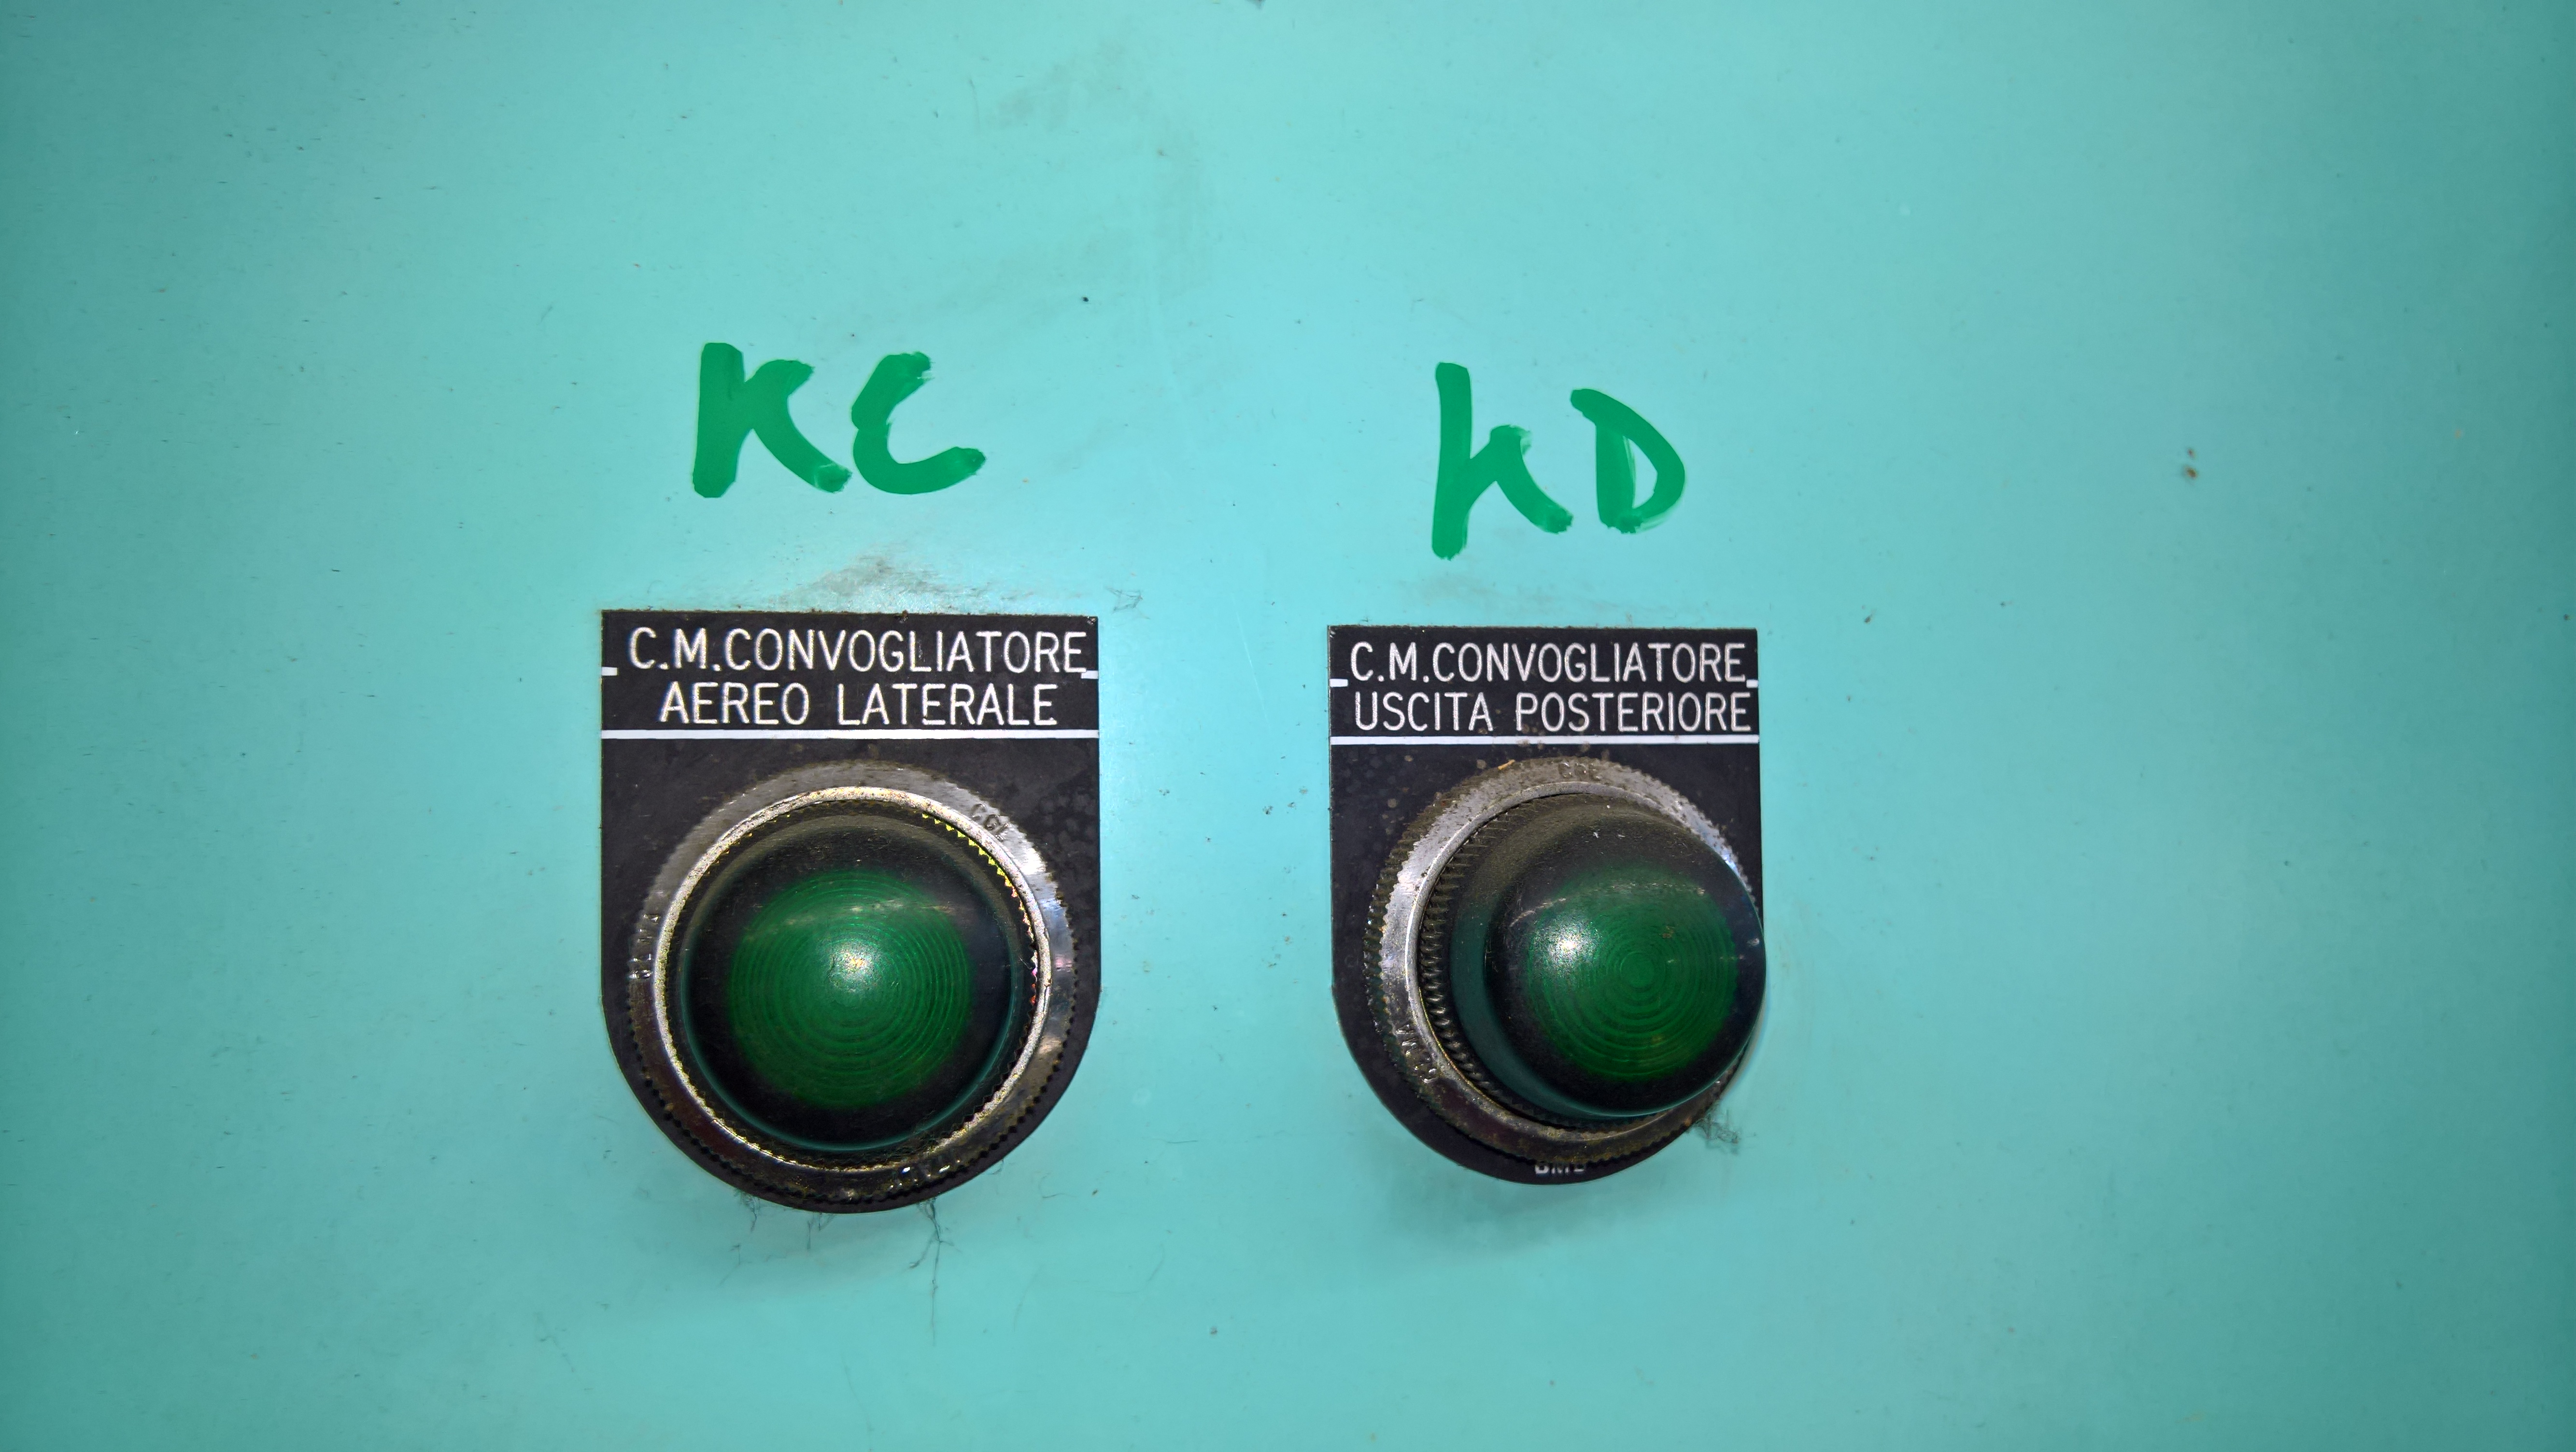 KC
KD
C.M.CONVOGLIATORE
AEREO LATERALE
C.M.CONVOGLIATORE
USCITA POSTERIORE